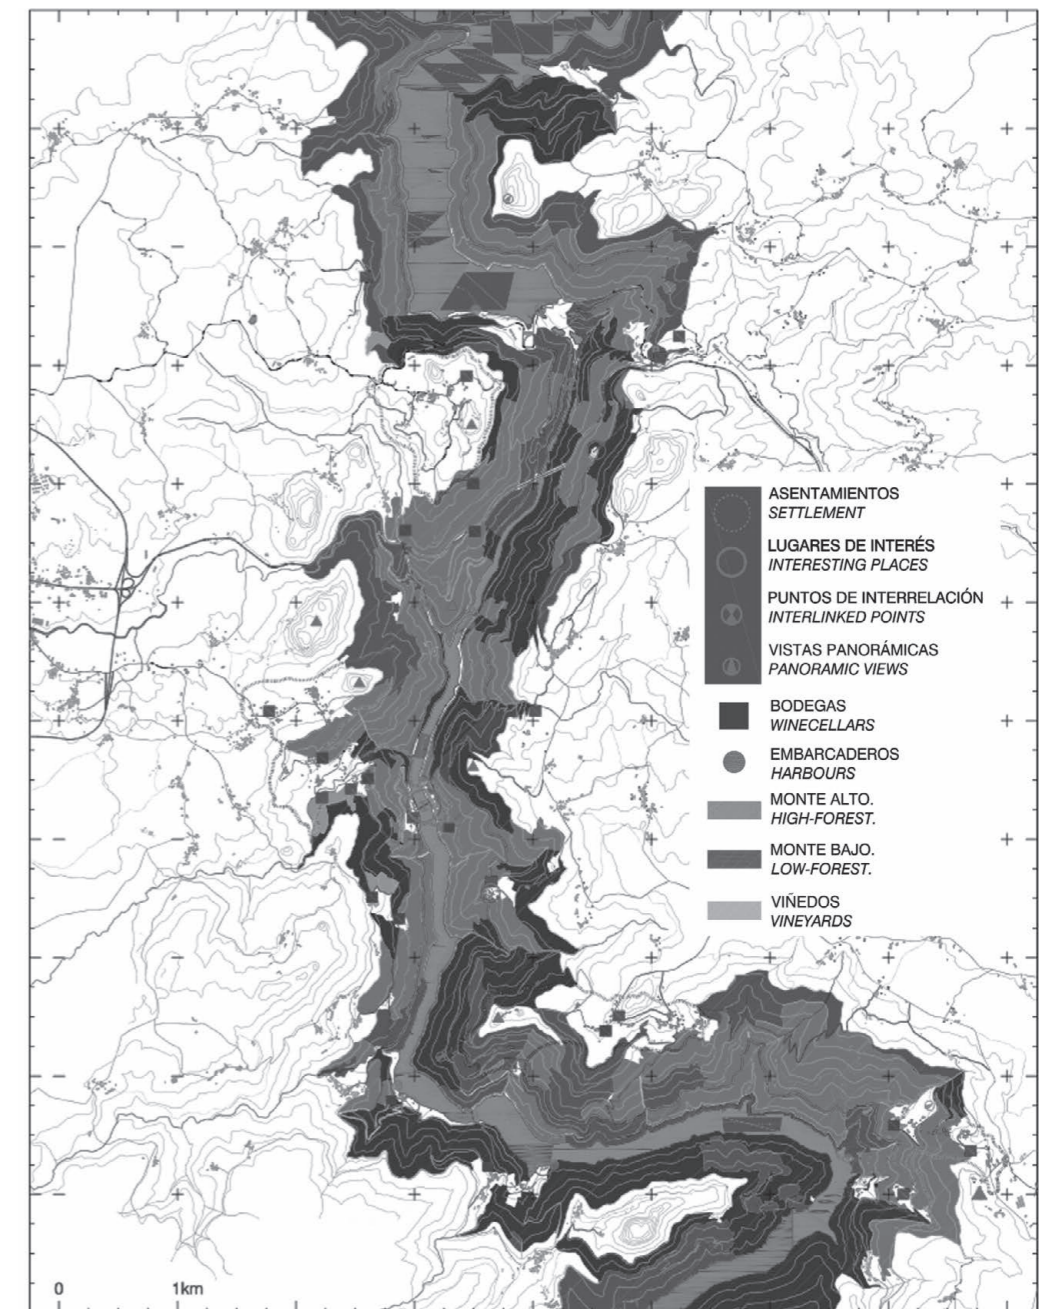 ASENTAMIENTOS
SETTLEMENT
LUGARES DE INTERÉS
INTERESTING PLACES
PUNTOS DE INTERRELACIÓN
INTERLINKED POINTS
VISTAS PANORÁMICAS
PANORAMIC VIEWS
BODEGAS
WINECELLARS
EMBARCADEROS
HARBOURS
MONTE ALTO.
HIGH-FOREST.
MONTE BAJO.
LOW-FOREST.
VIÑEDOS
VINEYARDS
0 1km